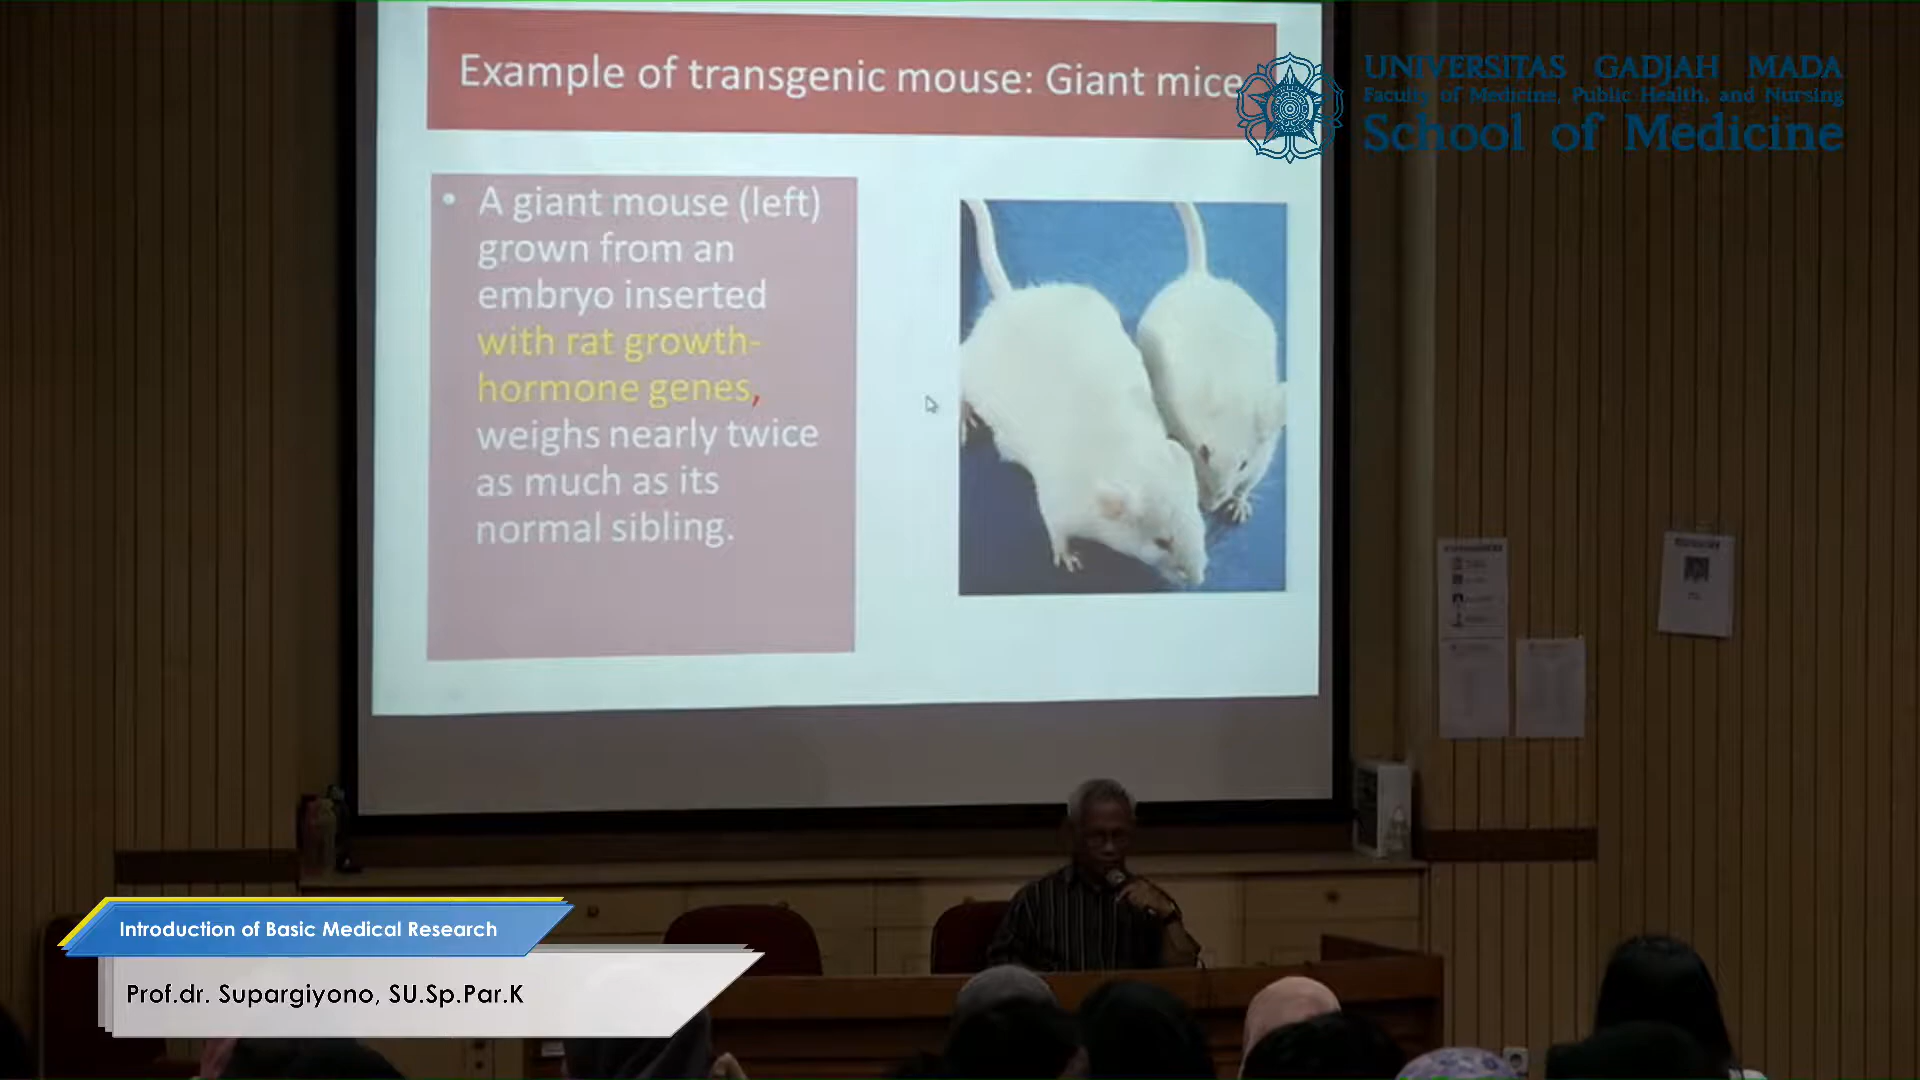 Example of transgenic mouse: Giant mice
UNIVERSITAS GADJAH MADA
Faculty of Medicine, Public Health, and Nursing
School of Medicine
• A giant mouse (left)
grown from an
embryo inserted
with rat growth-
hormone genes,
weighs nearly twice
as much as its
normal sibling.
Introduction of Basic Medical Research
Prof.dr. Supargiyono, SU.Sp.Par.K